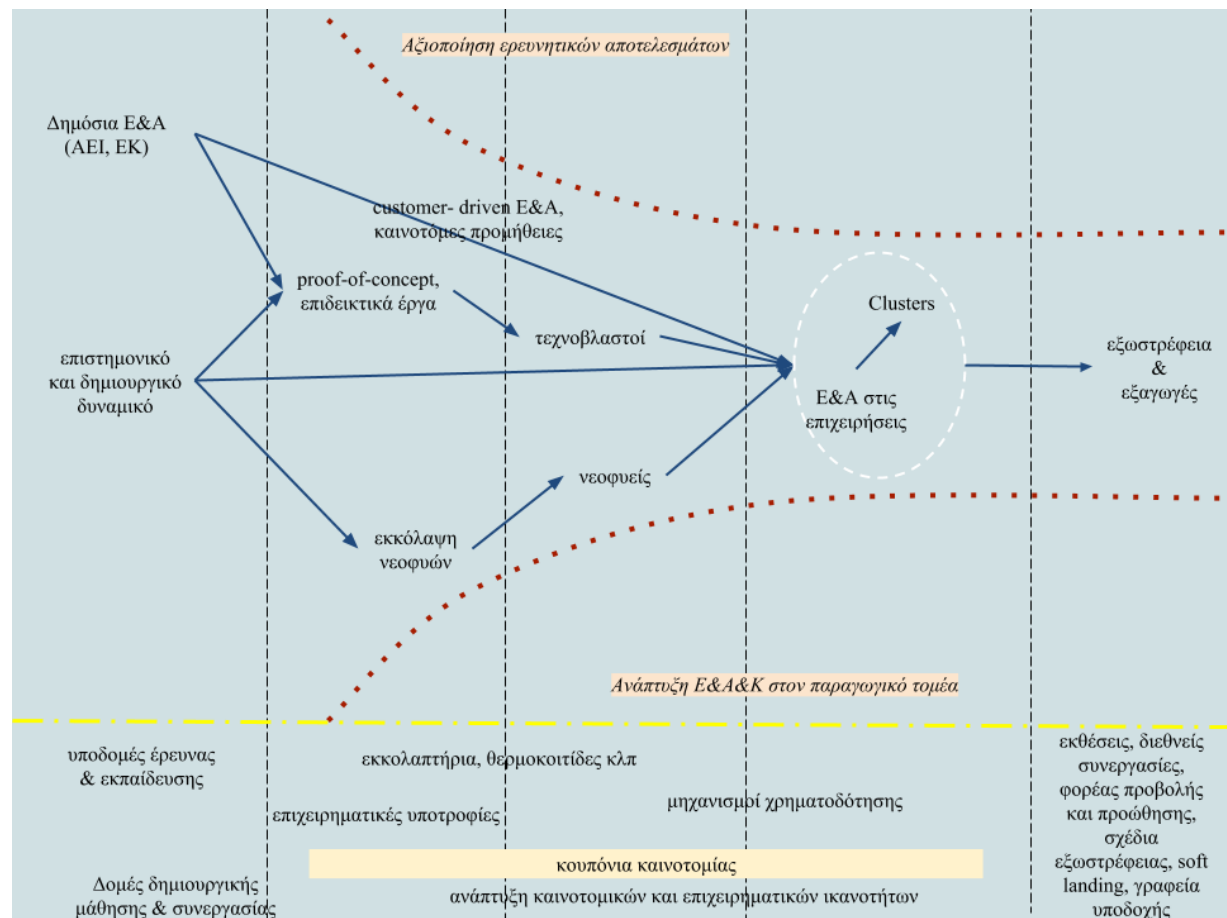 Αξιοποίηση ερευνητικών αποτελεσμάτων
Δημόσια Ε&Α
(ΑΕΙ, ΕΚ)
customer- driven Ε&Α,
καινοτόμες προμήθειες
proof-of-concept,
επιδεικτικά έργα
Clusters
τεχνοβλαστοί
επιστημονικό
και δημιουργικό
δυναμικό
εξωστρέφεια
&
εξαγωγές
Ε&Α στις
επιχειρήσεις
νεοφυείς
εκκόλαψη
νεοφυών
Ανάπτυξη Ε&Α&Κ στον παραγωγικό τομέα
υποδομές έρευνας
& εκπαίδευσης
εκκολαπτήρια, θερμοκοιτίδες κλπ
επιχειρηματικές υποτροφίες
μηχανισμοί χρηματοδότησης
εκθέσεις, διεθνείς
συνεργασίες,
φορέας προβολής
και προώθησης,
σχέδια
εξωστρέφειας, soft
landing, γραφεία
υποδοχής
κουπόνια καινοτομίας
Δομές δημιουργικής
μάθησης & συνεργασίας
ανάπτυξη καινοτομικών και επιχειρηματικών ικανοτήτων